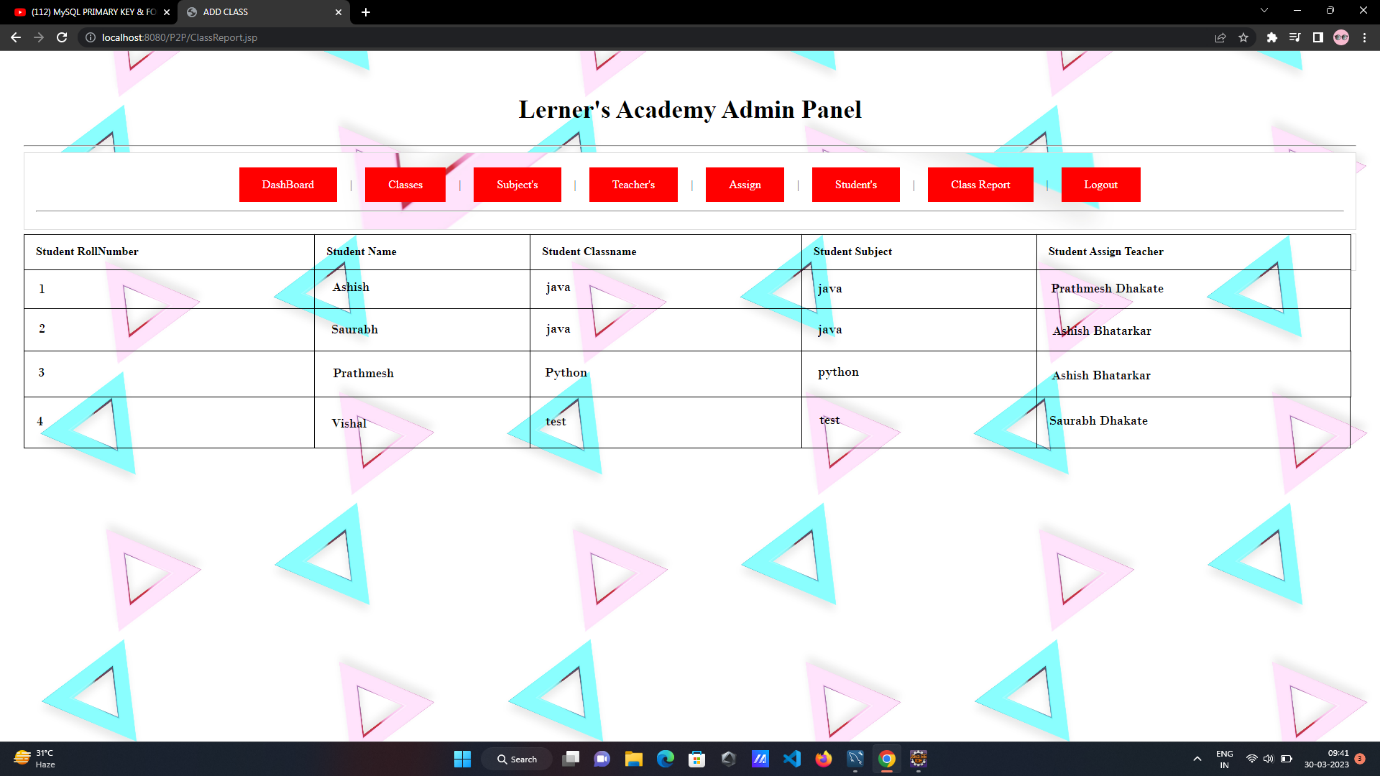 (112) MySQL PRIMARY KEY & FO
ADD CLASS
localhost:8080/P2P/ClassReport.jsp
Lerner's Academy Admin Panel
DashBoard | Classes | Subject's | Teacher's | Assign | Student's | Class Report | Logout
Student RollNumber Student Name Student Classname Student Subject Student Assign Teacher
1 Ashish java java Prathmesh Dhakate
2 Saurabh java java Ashish Bhatarkar
3 Prathmesh Python python Ashish Bhatarkar
4 Vishal test test Saurabh Dhakate
31°C
Haze
Search
ENG
IN
09:41
30-03-2023
3